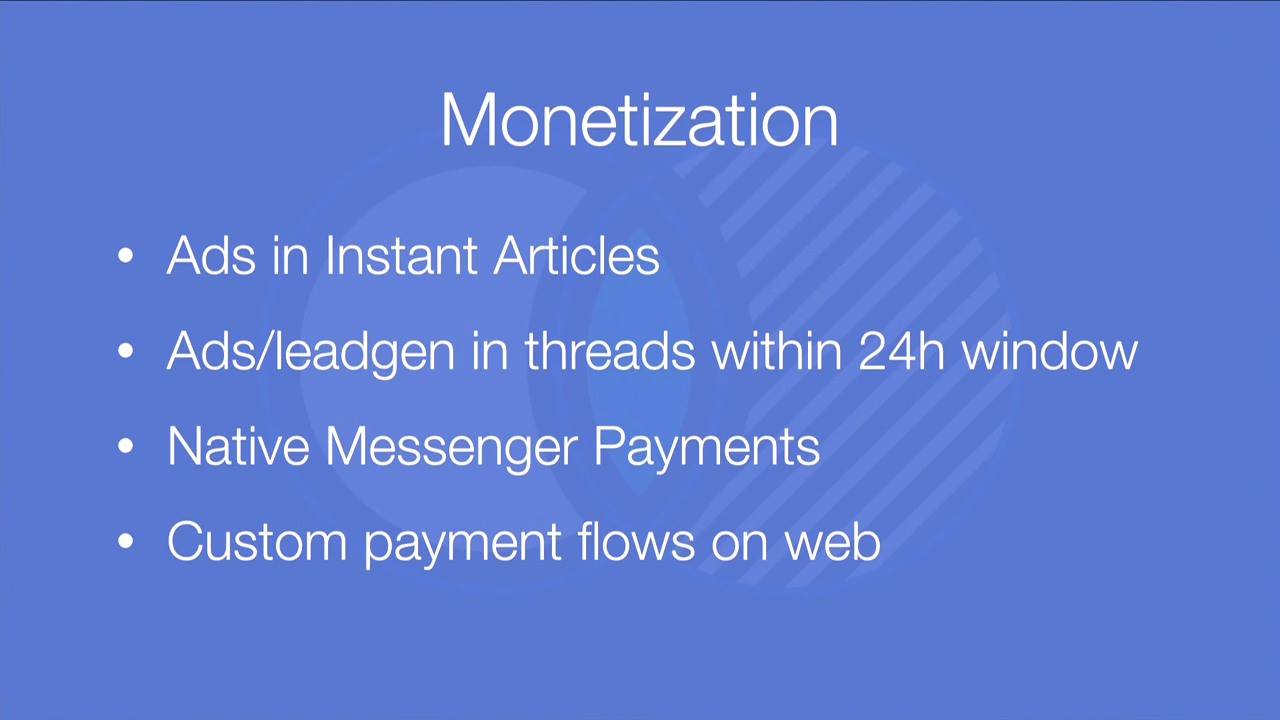 Monetization
• Ads in Instant Articles
• Ads/leadgen in threads within 24h window
• Native Messenger Payments
• Custom payment flows on web